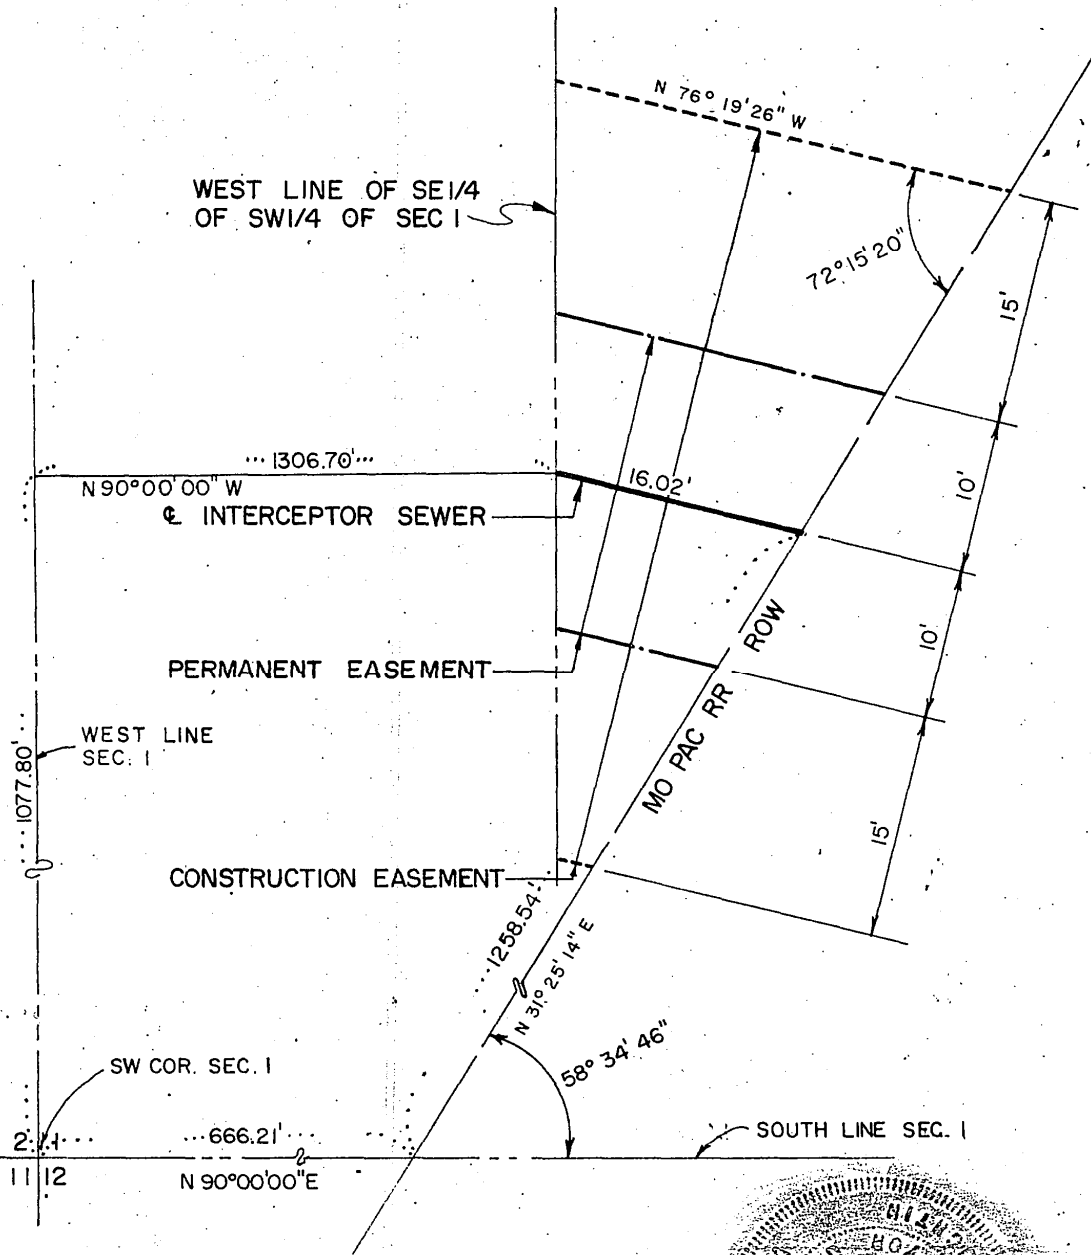 N 76° 19' 26" W
WEST LINE OF SE1/4
OF SW1/4 OF SEC 1
72° 15' 20"
15'
1306.70'
N 90°00'00" W
16.02'
10'
℄ INTERCEPTOR SEWER
10'
ROW
PERMANENT EASEMENT
MO PAC RR
WEST LINE
SEC. 1
1077.80'
15'
CONSTRUCTION EASEMENT
1258.54'
N 31° 25' 14" E
58° 34' 46"
SW COR. SEC. 1
2 1
666.21'
SOUTH LINE SEC. 1
11 12
N 90°00'00" E